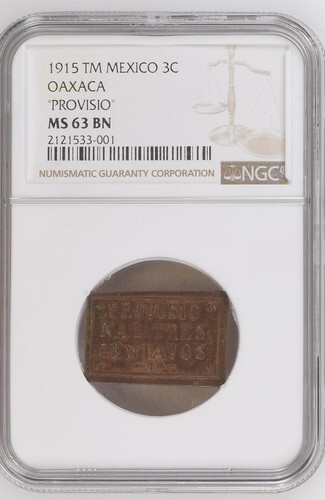 1915 TM MEXICO 3C
OAXACA
"PROVISIO"
MS 63 BN
2121533-001
NUMISMATIC GUARANTY CORPORATION
NGC
PROVISIO
NAL TRES
CENTAVOS